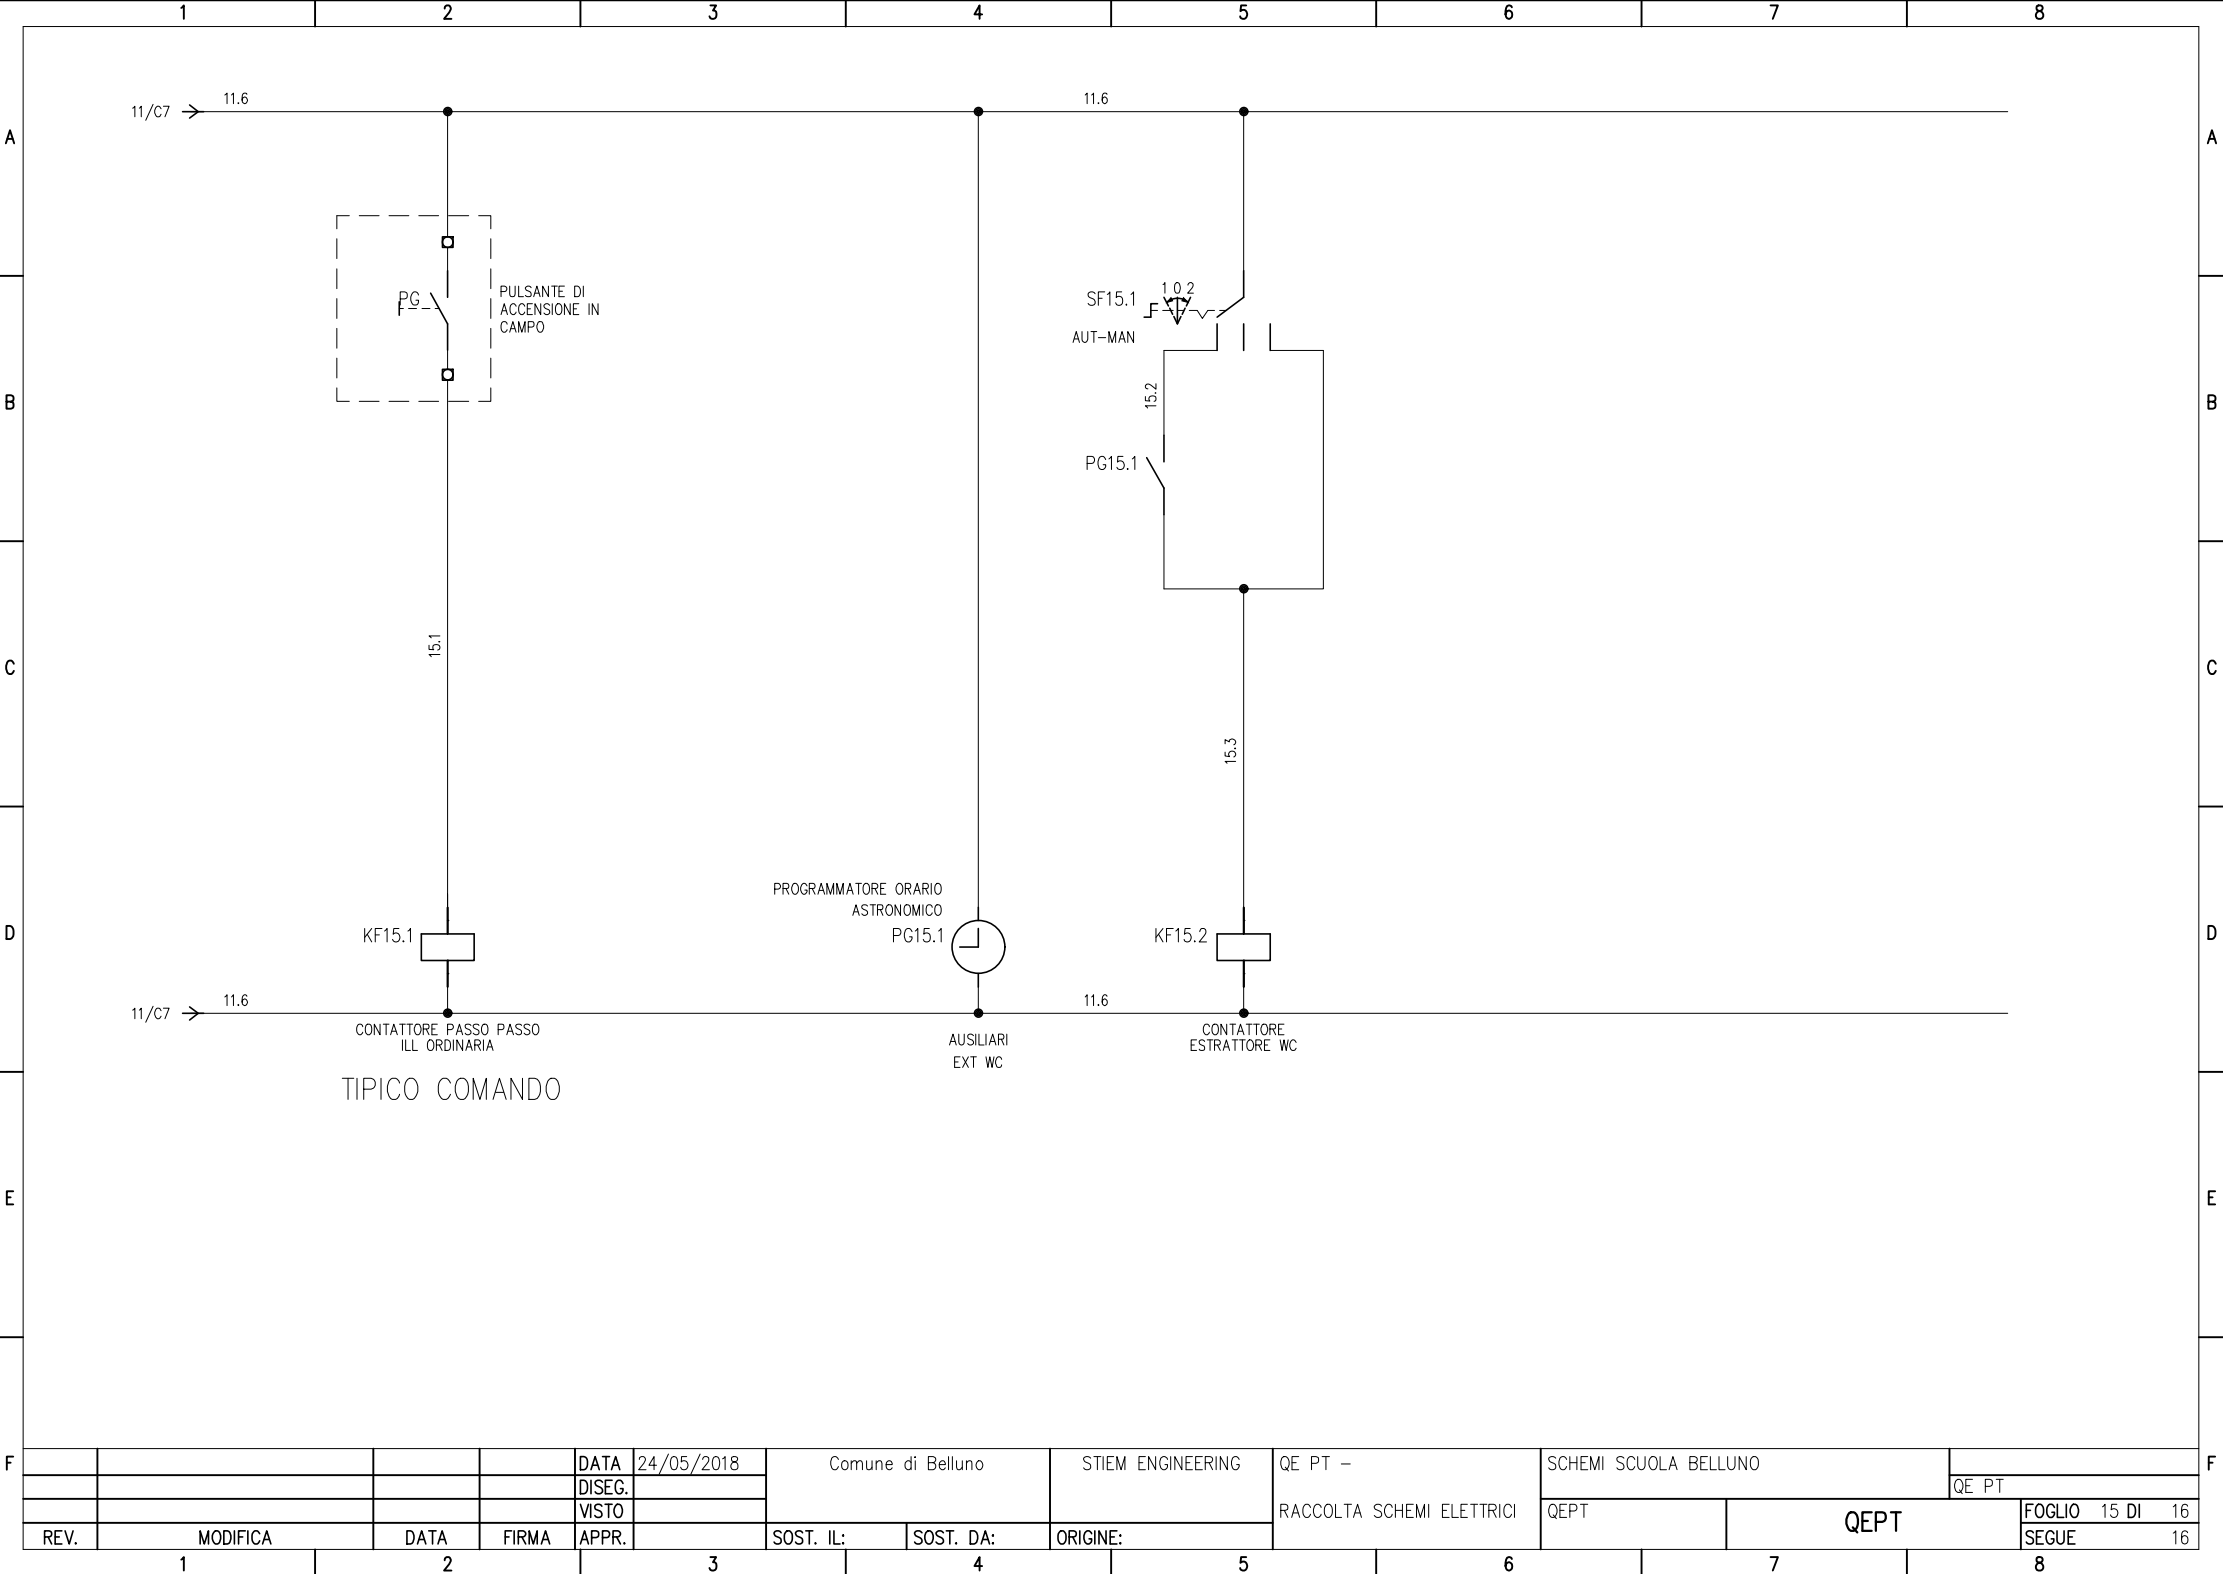 1 2 3 4 5 6 7 8
11/C7 11.6 11.6
A A
PG
PULSANTE DI
ACCENSIONE IN
CAMPO
SF15.1
1 0 2
AUT-MAN
15.2
B B
PG15.1
15.1
C C
15.3
PROGRAMMATORE ORARIO
ASTRONOMICO
D D
KF15.1
PG15.1
KF15.2
11/C7 11.6 11.6
CONTATTORE PASSO PASSO
ILL ORDINARIA
AUSILIARI
EXT WC
CONTATTORE
ESTRATTORE WC
TIPICO COMANDO
E E
F F
DATA 24/05/2018
DISEG.
VISTO
REV. MODIFICA DATA FIRMA APPR.
Comune di Belluno
SOST. IL: SOST. DA:
STIEM ENGINEERING
ORIGINE:
QE PT -
RACCOLTA SCHEMI ELETTRICI
SCHEMI SCUOLA BELLUNO
QE PT
QEPT
QEPT
FOGLIO 15 DI 16
SEGUE 16
1 2 3 4 5 6 7 8